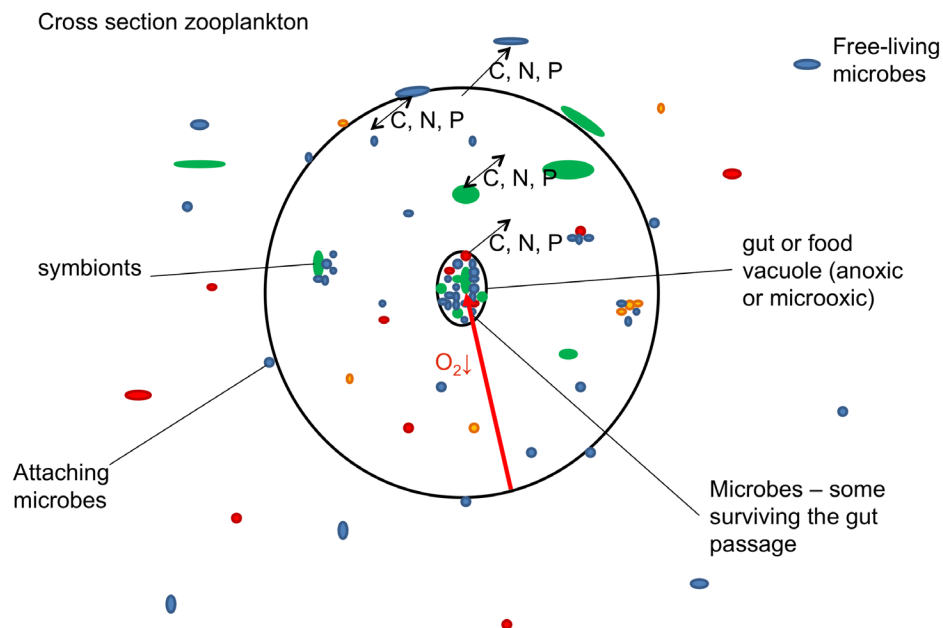 Cross section zooplankton
Free-living
microbes
C, N, P
C, N, P
C, N, P
C, N, P
symbionts
gut or food
vacuole (anoxic
or microoxic)
O₂↓
Attaching
microbes
Microbes – some
surviving the gut
passage